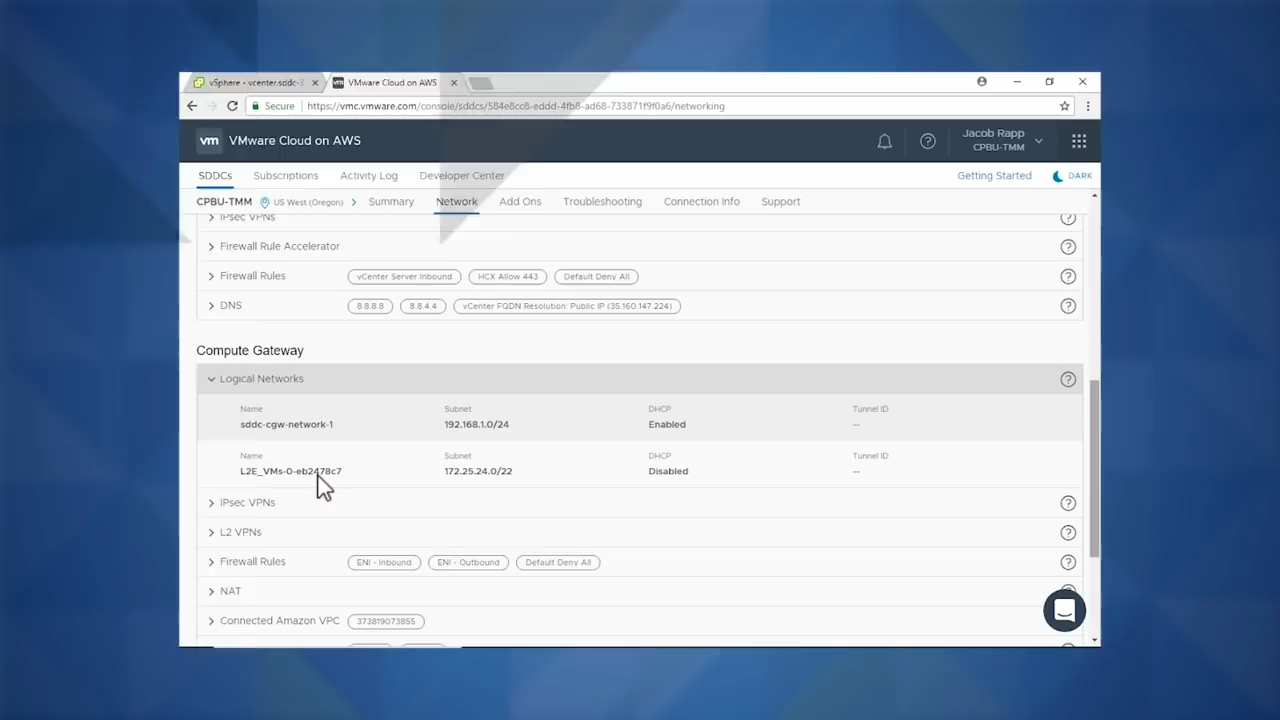 vSphere - vcenter.sddc-3
VMware Cloud on AWS
Secure
https://vmc.vmware.com/console/sddcs/584e8cc8-eddd-4fb8-ad68-733871f9f0a6/networking
vm
VMware Cloud on AWS
Jacob Rapp
CPBU-TMM
SDDCs
Subscriptions
Activity Log
Developer Center
Getting Started
DARK
CPBU-TMM
US West (Oregon)
Summary
Network
Add Ons
Troubleshooting
Connection Info
Support
IPsec VPNs
Firewall Rule Accelerator
Firewall Rules
vCenter Server Inbound
HCX Allow 443
Default Deny All
DNS
8.8.8.8
8.8.4.4
vCenter FQDN Resolution: Public IP (35.160.147.224)
Compute Gateway
Logical Networks
Name
Subnet
DHCP
Tunnel ID
sddc-cgw-network-1
192.168.1.0/24
Enabled
--
Name
Subnet
DHCP
Tunnel ID
L2E_VMs-0-eb2478c7
172.25.24.0/22
Disabled
--
IPsec VPNs
L2 VPNs
Firewall Rules
ENI - Inbound
ENI - Outbound
Default Deny All
NAT
Connected Amazon VPC
373819073855